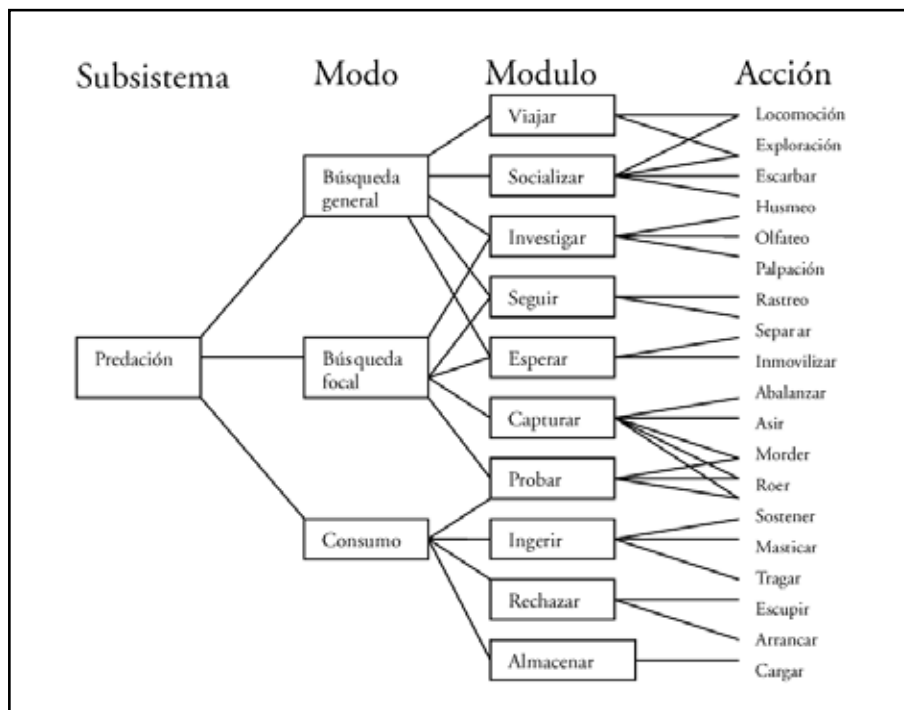 Subsistema
Modo
Modulo
Acción
Predación
Búsqueda
general
Búsqueda
focal
Consumo
Viajar
Socializar
Investigar
Seguir
Esperar
Capturar
Probar
Ingerir
Rechazar
Almacenar
Locomoción
Exploración
Escarbar
Husmeo
Olfateo
Palpación
Rastreo
Separar
Inmovilizar
Abalanzar
Asir
Morder
Roer
Sostener
Masticar
Tragar
Escupir
Arrancar
Cargar